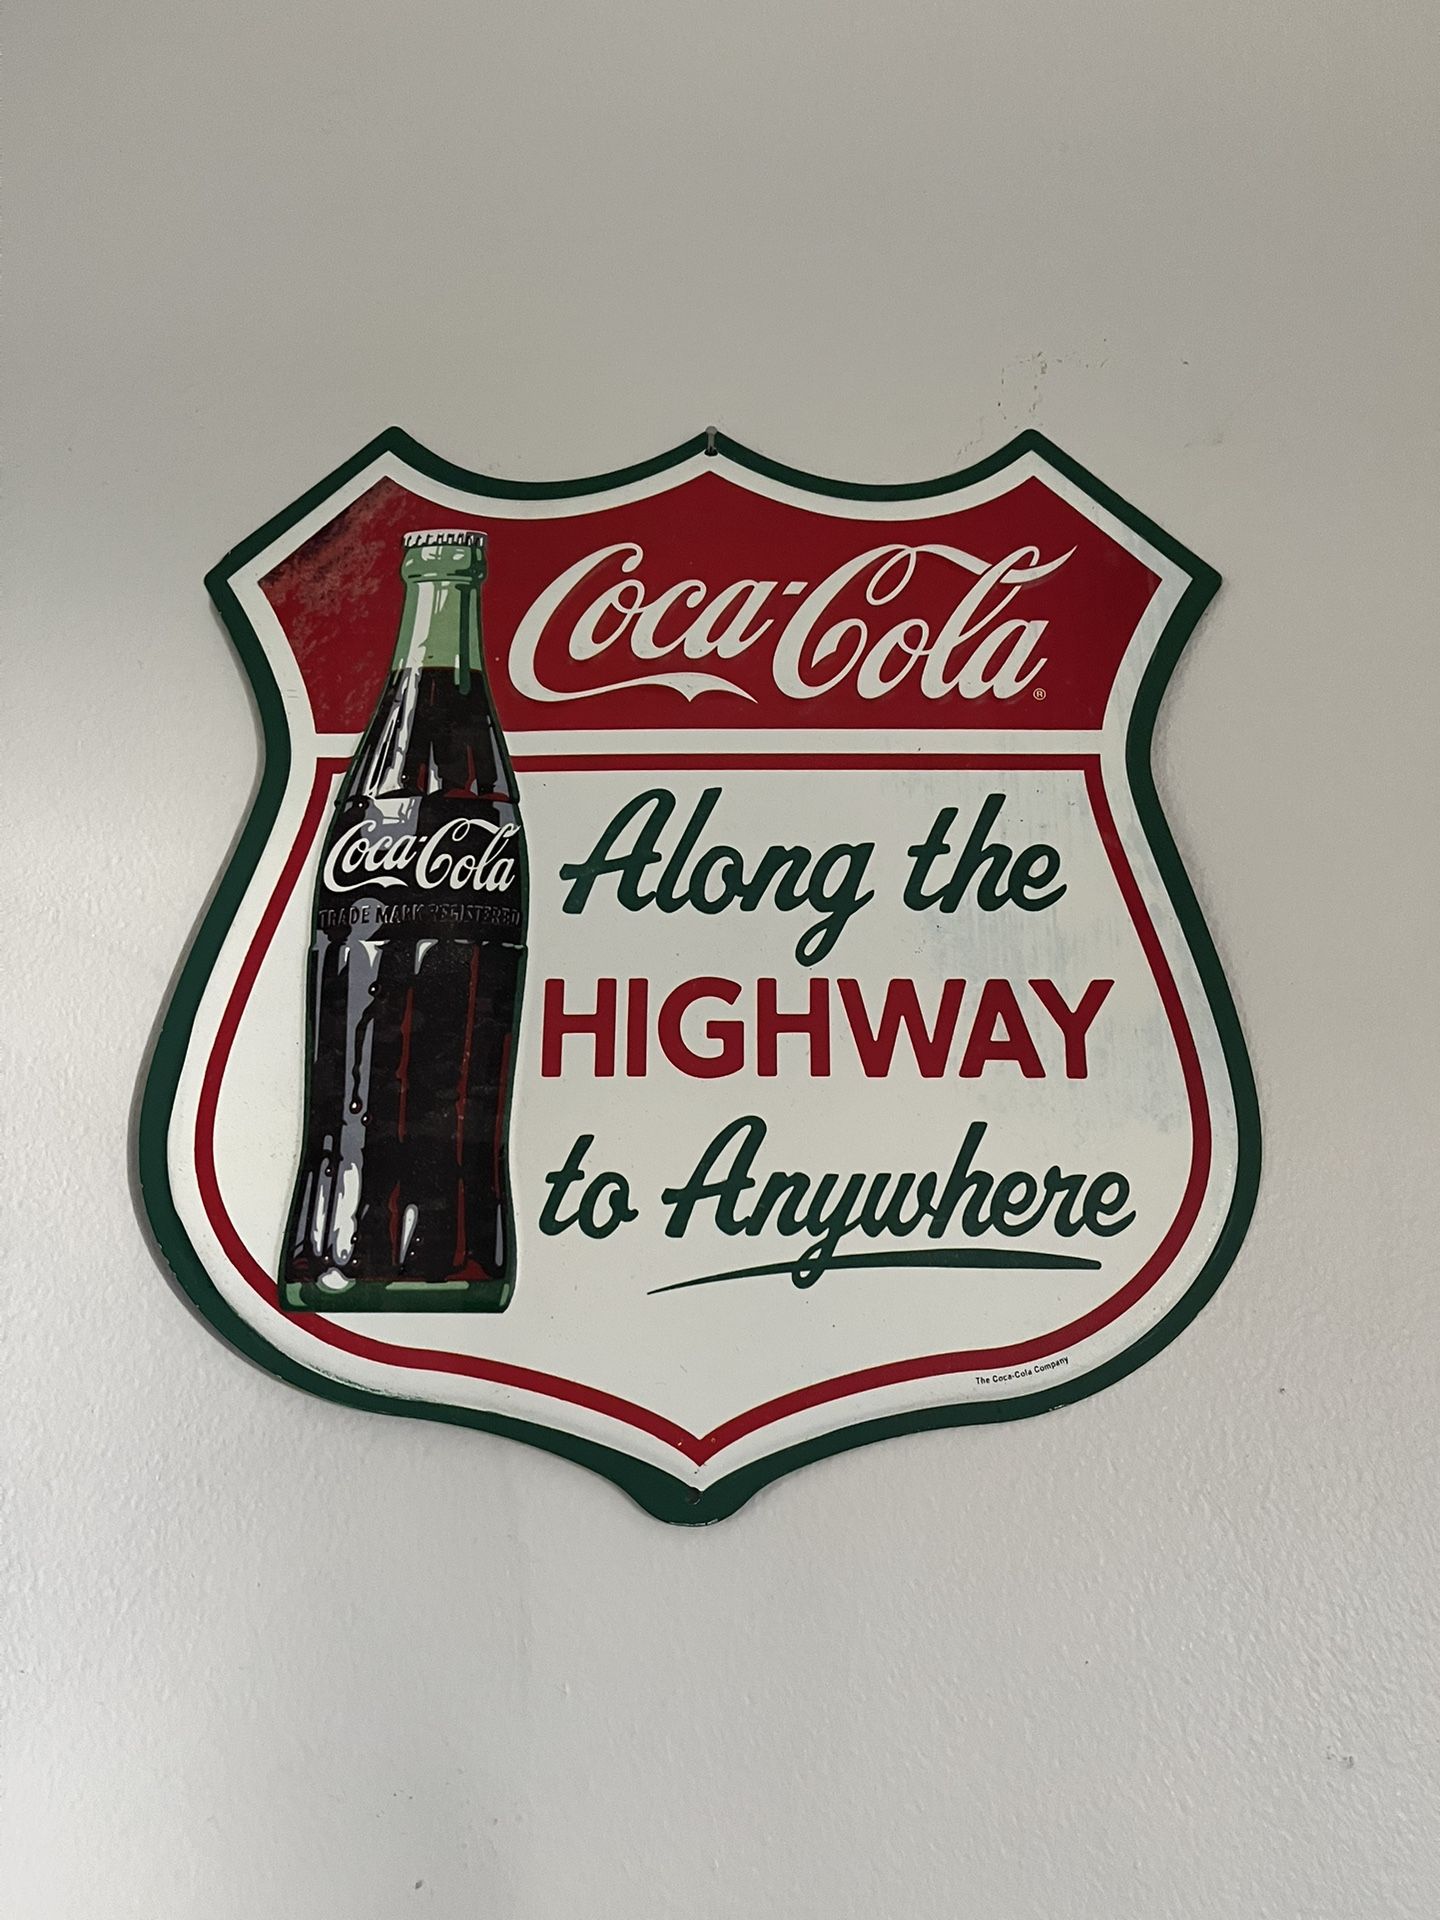 Coca-Cola ®
Coca-Cola
TRADE MARK REGISTERED
Along the
HIGHWAY
to Anywhere
The Coca-Cola Company